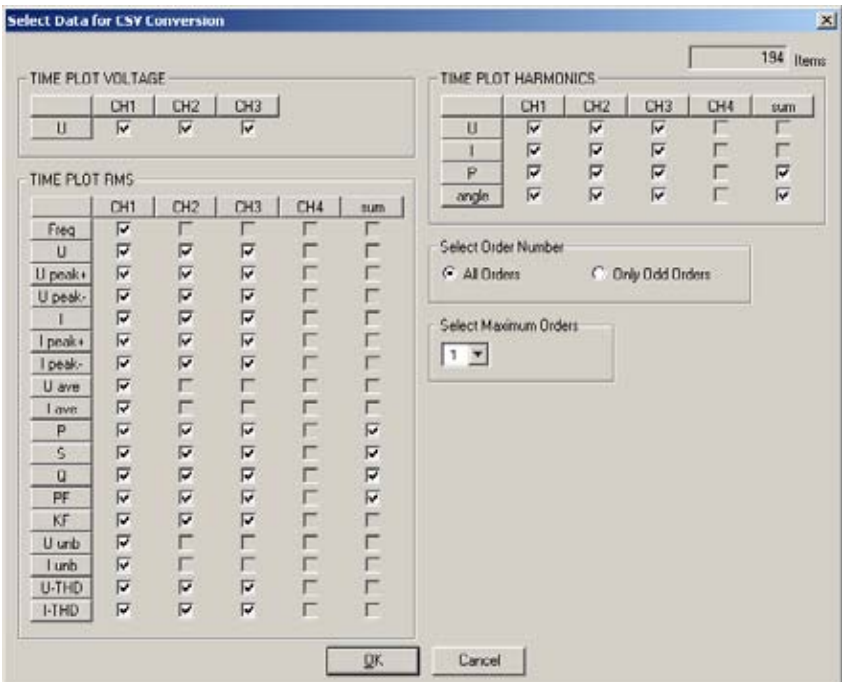 Select Data for CSV Conversion
194 Items
TIME PLOT VOLTAGE
CH1 CH2 CH3
U
TIME PLOT RMS
CH1 CH2 CH3 CH4 sum
Freq
U
U peak+
U peak-
I
I peak+
I peak-
U ave
I ave
P
S
Q
PF
KF
U unb
I unb
U-THD
I-THD
TIME PLOT HARMONICS
CH1 CH2 CH3 CH4 sum
U
I
P
angle
Select Order Number
All Orders Only Odd Orders
Select Maximum Orders
1
OK Cancel